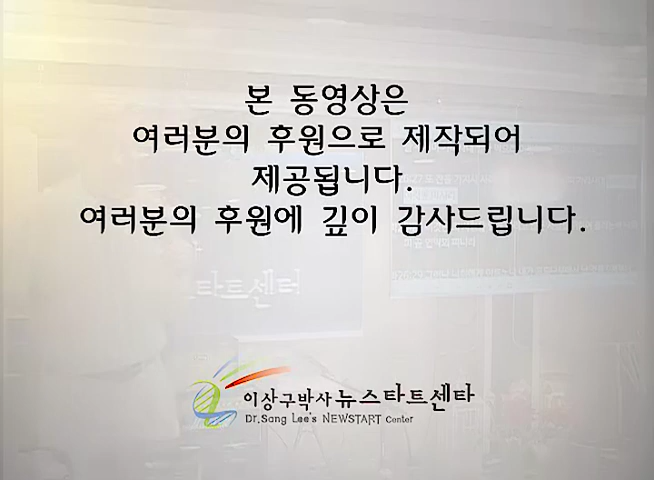 본 동영상은
여러분의 후원으로 제작되어
제공됩니다.
여러분의 후원에 깊이 감사드립니다.
스타트센터
이상구박사 뉴스타트센타
Dr.Sang Lee's NEWSTART Center